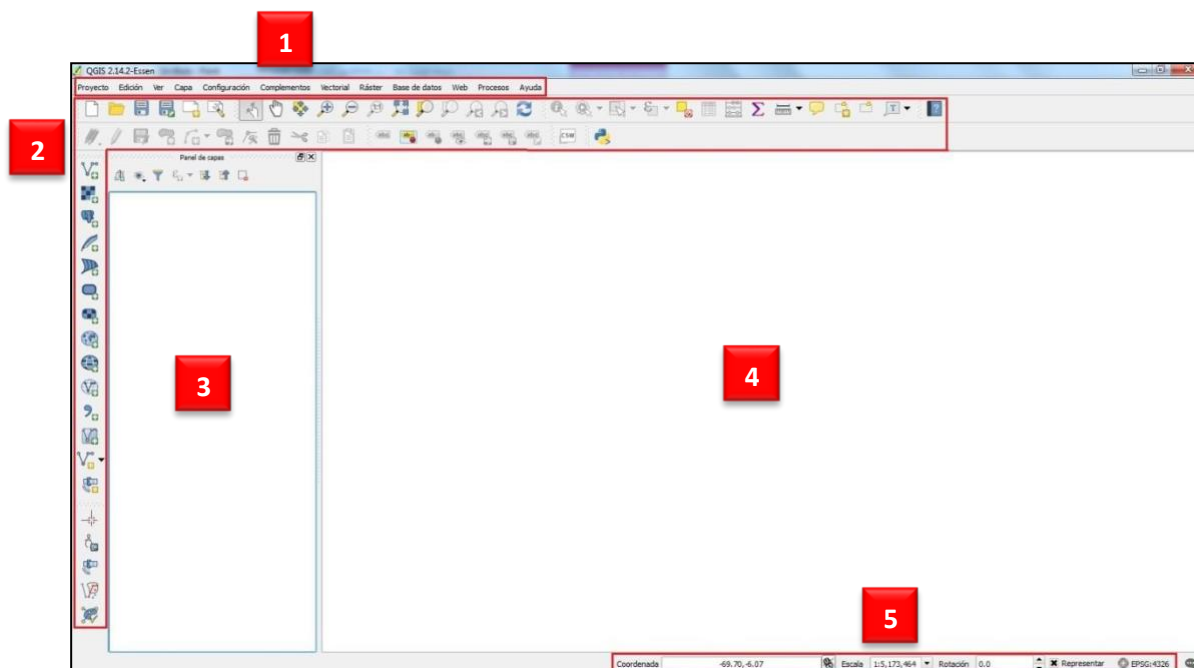 1
QGIS 2.14.2-Essen
Proyecto Edición Ver Capa Configuración Complementos Vectorial Ráster Base de datos Web Procesos Ayuda
2
CSW
Panel de capas
3
4
5
Coordenada -69.70,-6.07 Escala 1:5,173,464 Rotación 0.0 Representar EPSG:4326